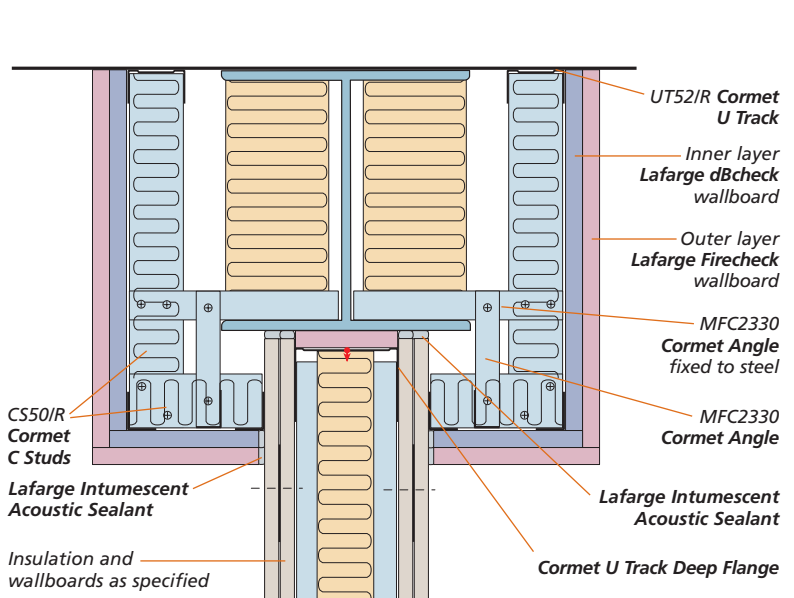 UT52/R Cormet
U Track
Inner layer
Lafarge dBcheck
wallboard
Outer layer
Lafarge Firecheck
wallboard
MFC2330
Cormet Angle
fixed to steel
MFC2330
Cormet Angle
CS50/R
Cormet
C Studs
Lafarge Intumescent
Acoustic Sealant
Lafarge Intumescent
Acoustic Sealant
Insulation and
wallboards as specified
Cormet U Track Deep Flange